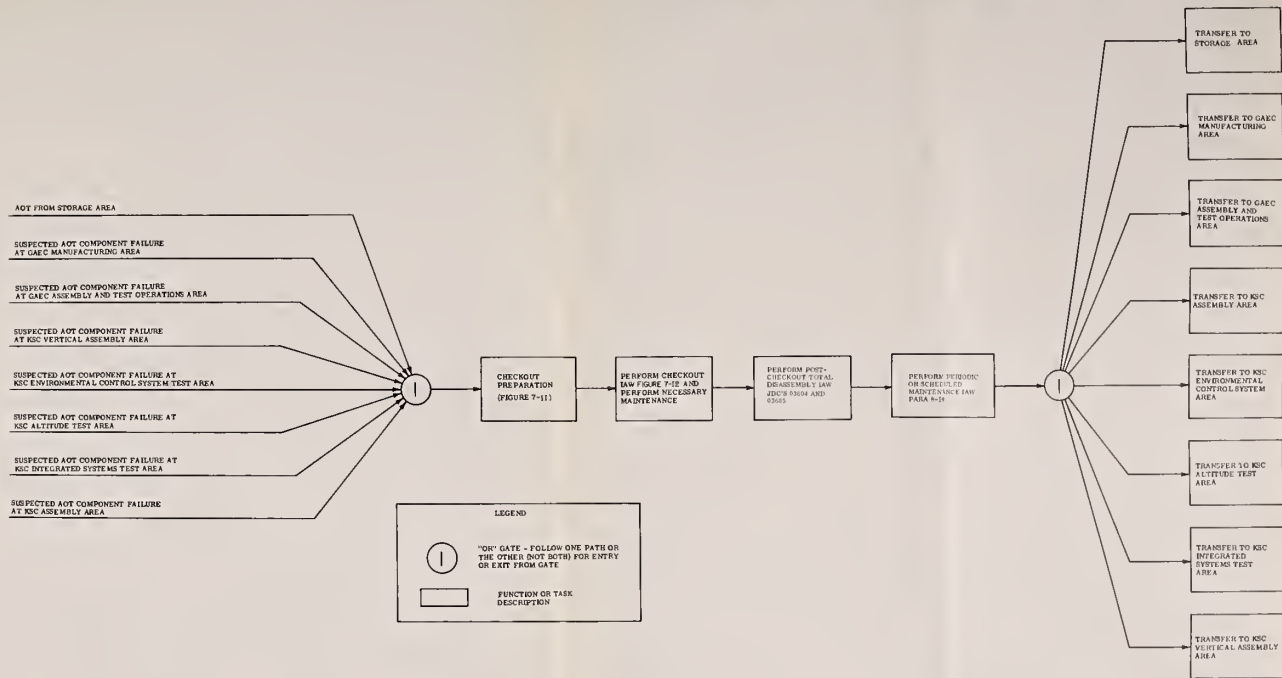 AOT FROM STORAGE AREA
SUSPECTED AOT COMPONENT FAILURE
AT GAEC MANUFACTURING AREA
SUSPECTED AOT COMPONENT FAILURE
AT GAEC ASSEMBLY AND TEST OPERATIONS AREA
SUSPECTED AOT COMPONENT FAILURE
AT KSC VERTICAL ASSEMBLY AREA
SUSPECTED AOT COMPONENT FAILURE AT
KSC ENVIRONMENTAL CONTROL SYSTEM TEST AREA
SUSPECTED AOT COMPONENT FAILURE AT
KSC ALTITUDE TEST AREA
SUSPECTED AOT COMPONENT FAILURE AT
KSC INTEGRATED SYSTEMS TEST AREA
SUSPECTED AOT COMPONENT FAILURE
AT KSC ASSEMBLY AREA
CHECKOUT
PREPARATION
(FIGURE 7-11)
PERFORM CHECKOUT
IAW FIGURE 7-12 AND
PERFORM NECESSARY
MAINTENANCE
PERFORM POST-
CHECKOUT TOTAL
DISASSEMBLY IAW
JDC'S 03604 AND
03605
PERFORM PERIODIC
OR SCHEDULED
MAINTENANCE IAW
PARA
TRANSFER TO
STORAGE AREA
TRANSFER TO GAEC
MANUFACTURING
AREA
TRANSFER TO GAEC
ASSEMBLY AND
TEST OPERATIONS
AREA
TRANSFER TO KSC
ASSEMBLY AREA
TRANSFER TO KSC
ENVIRONMENTAL
CONTROL SYSTEM
AREA
TRANSFER TO KSC
ALTITUDE TEST
AREA
TRANSFER TO KSC
INTEGRATED
SYSTEMS TEST
AREA
TRANSFER TO KSC
VERTICAL ASSEMBLY
AREA
LEGEND
"OR" GATE - FOLLOW ONE PATH OR
THE OTHER (NOT BOTH) FOR ENTRY
OR EXIT FROM GATE
FUNCTION OR TASK
DESCRIPTION